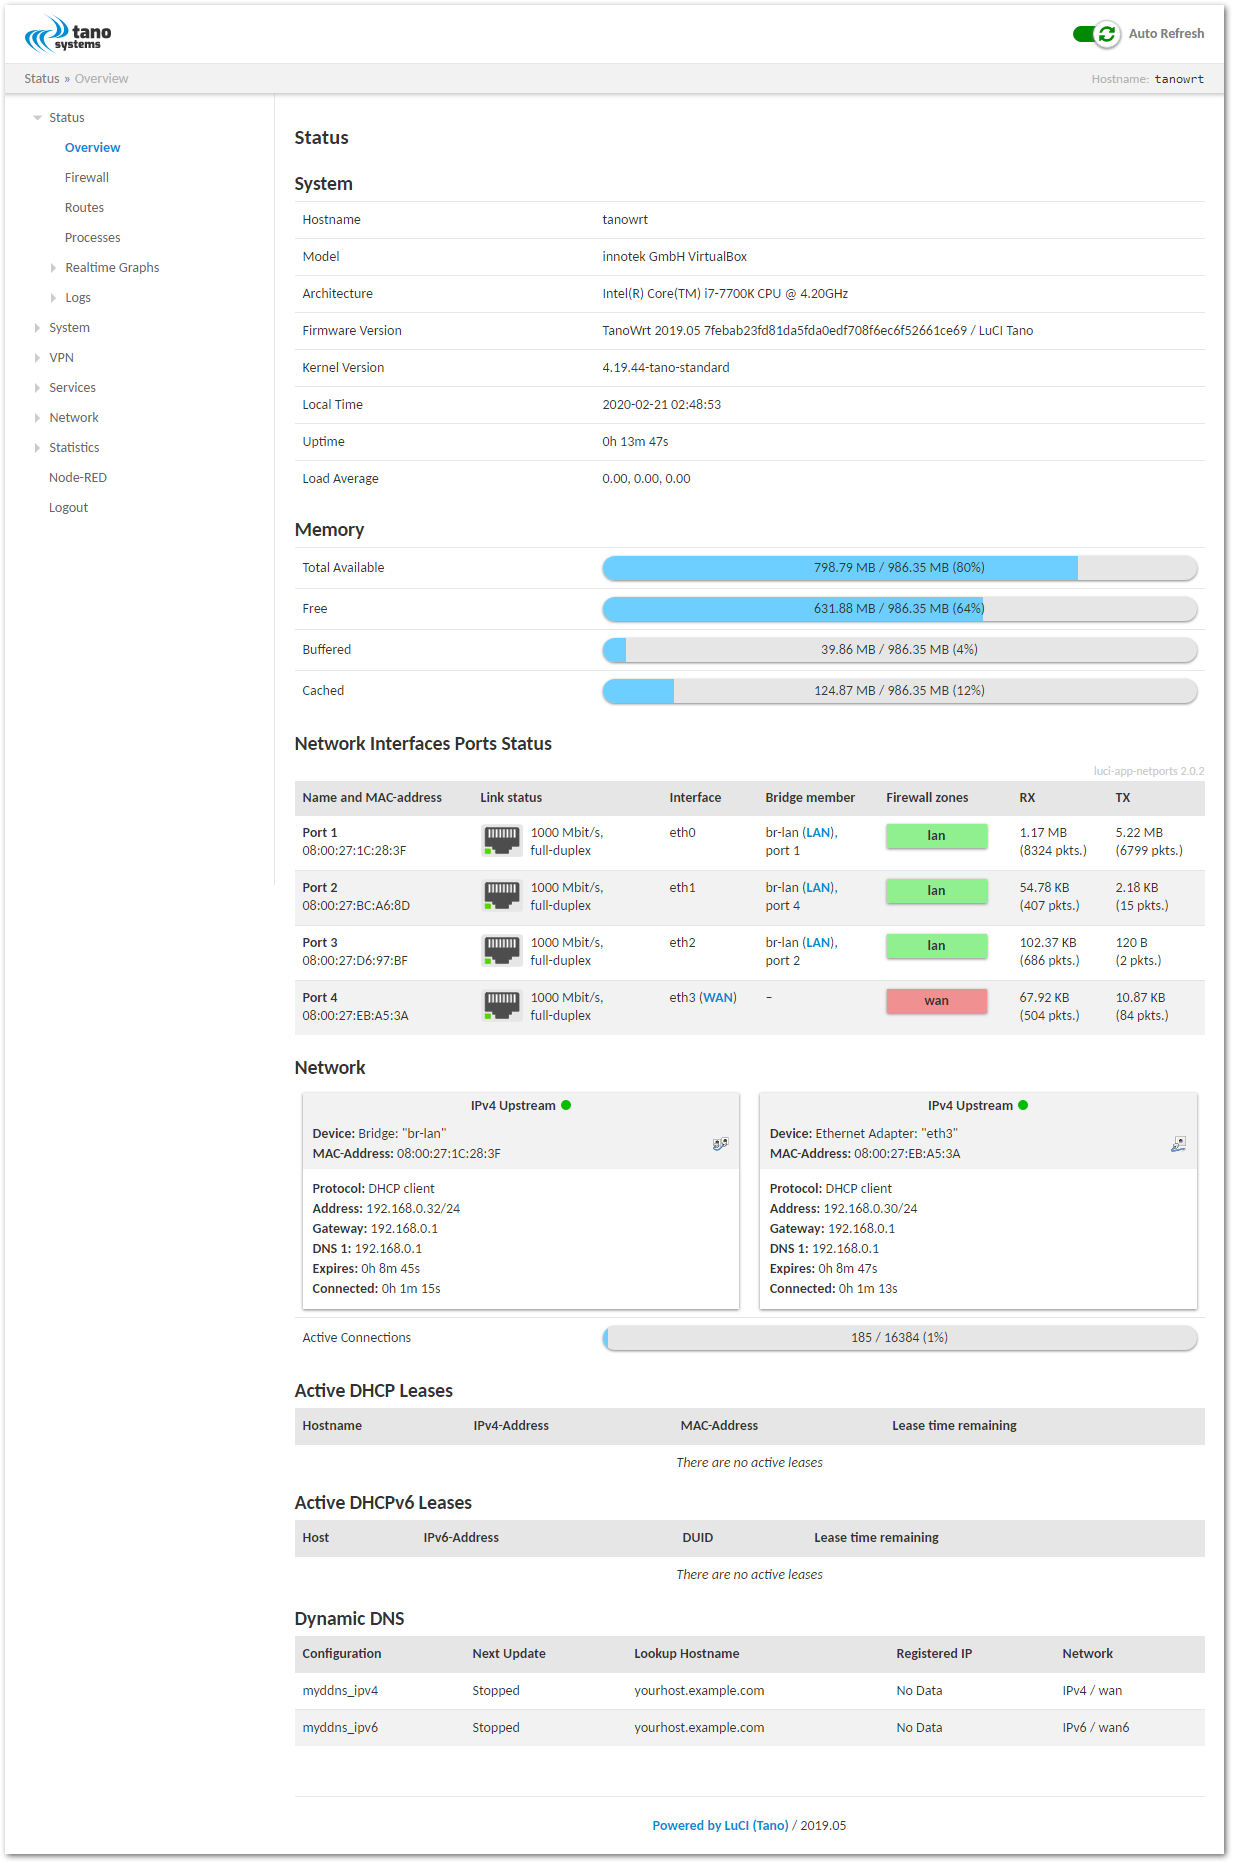 tano
systems
Auto Refresh
Status » Overview
Hostname: tanowrt
Status
Overview
Firewall
Routes
Processes
Realtime Graphs
Logs
System
VPN
Services
Network
Statistics
Node-RED
Logout
Status
System
Hostname tanowrt
Model innotek GmbH VirtualBox
Architecture Intel(R) Core(TM) i7-7700K CPU @ 4.20GHz
Firmware Version TanoWrt 2019.05 7febab23fd81da5fda0edf708f6ec6f52661ce69 / LuCI Tano
Kernel Version 4.19.44-tano-standard
Local Time 2020-02-21 02:48:53
Uptime 0h 13m 47s
Load Average 0.00, 0.00, 0.00
Memory
Total Available 798.79 MB / 986.35 MB (80%)
Free 631.88 MB / 986.35 MB (64%)
Buffered 39.86 MB / 986.35 MB (4%)
Cached 124.87 MB / 986.35 MB (12%)
Network Interfaces Ports Status
luci-app-netports 2.0.2
Name and MAC-address Link status Interface Bridge member Firewall zones RX TX
Port 1 1000 Mbit/s, eth0 br-lan (LAN), lan 1.17 MB 5.22 MB
08:00:27:1C:28:3F full-duplex port 1 (8324 pkts.) (6799 pkts.)
Port 2 1000 Mbit/s, eth1 br-lan (LAN), lan 54.78 KB 2.18 KB
08:00:27:BC:A6:8D full-duplex port 4 (407 pkts.) (15 pkts.)
Port 3 1000 Mbit/s, eth2 br-lan (LAN), lan 102.37 KB 120 B
08:00:27:D6:97:BF full-duplex port 2 (686 pkts.) (2 pkts.)
Port 4 1000 Mbit/s, eth3 (WAN) – wan 67.92 KB 10.87 KB
08:00:27:EB:A5:3A full-duplex (504 pkts.) (84 pkts.)
Network
IPv4 Upstream
Device: Bridge: "br-lan"
MAC-Address: 08:00:27:1C:28:3F
Protocol: DHCP client
Address: 192.168.0.32/24
Gateway: 192.168.0.1
DNS 1: 192.168.0.1
Expires: 0h 8m 45s
Connected: 0h 1m 15s
IPv4 Upstream
Device: Ethernet Adapter: "eth3"
MAC-Address: 08:00:27:EB:A5:3A
Protocol: DHCP client
Address: 192.168.0.30/24
Gateway: 192.168.0.1
DNS 1: 192.168.0.1
Expires: 0h 8m 47s
Connected: 0h 1m 13s
Active Connections 185 / 16384 (1%)
Active DHCP Leases
Hostname IPv4-Address MAC-Address Lease time remaining
There are no active leases
Active DHCPv6 Leases
Host IPv6-Address DUID Lease time remaining
There are no active leases
Dynamic DNS
Configuration Next Update Lookup Hostname Registered IP Network
myddns_ipv4 Stopped yourhost.example.com No Data IPv4 / wan
myddns_ipv6 Stopped yourhost.example.com No Data IPv6 / wan6
Powered by LuCI (Tano) / 2019.05